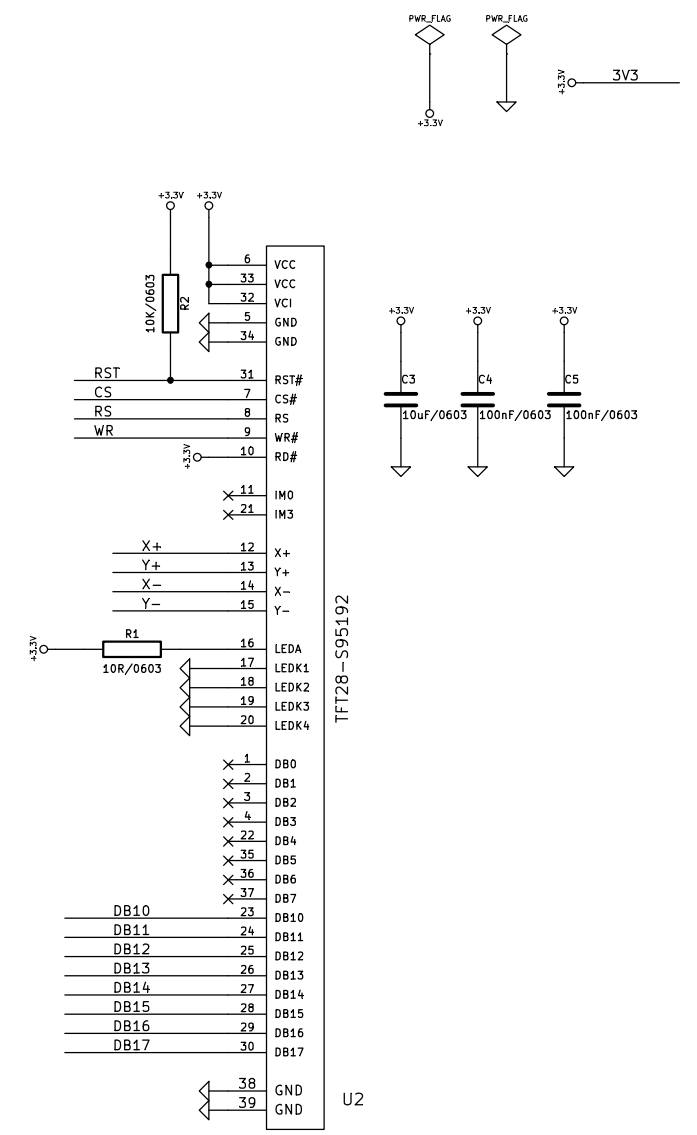 PWR_FLAG PWR_FLAG
+3.3V 3V3
+3.3V
+3.3V +3.3V
10K/0603
R2
6 VCC
33 VCC
32 VCI
5 GND
34 GND
RST 31 RST#
CS 7 CS#
RS 8 RS
WR 9 WR#
+3.3V 10 RD#
11 IM0
21 IM3
X+ 12 X+
Y+ 13 Y+
X- 14 X-
Y- 15 Y-
+3.3V R1 16 LEDA
10R/0603
17 LEDK1
18 LEDK2
19 LEDK3
20 LEDK4
1 DB0
2 DB1
3 DB2
4 DB3
22 DB4
35 DB5
36 DB6
37 DB7
DB10 23 DB10
DB11 24 DB11
DB12 25 DB12
DB13 26 DB13
DB14 27 DB14
DB15 28 DB15
DB16 29 DB16
DB17 30 DB17
38 GND
39 GND
TFT28-S95192
U2
+3.3V +3.3V +3.3V
C3 C4 C5
10uF/0603 100nF/0603 100nF/0603